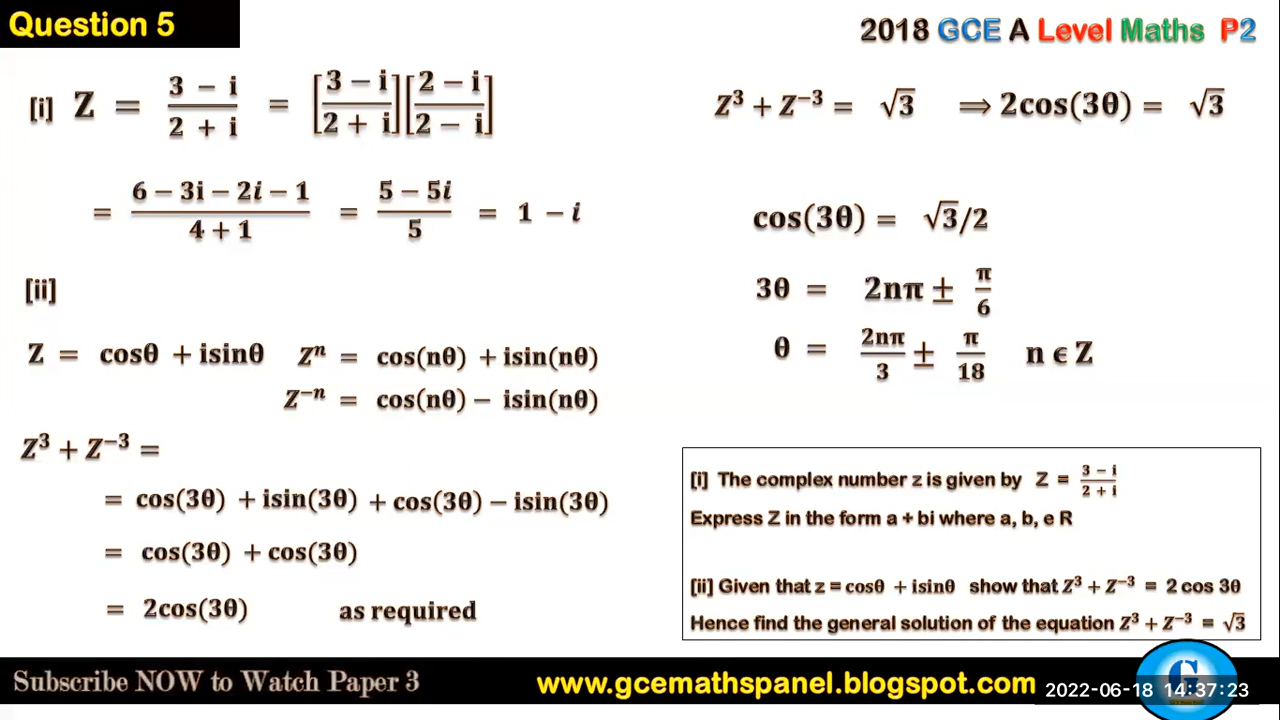 Question 5
2018 GCE A Level Maths P2
[i] Z = (3 − i)/(2 + i) = [(3 − i)/(2 + i)][(2 − i)/(2 − i)]
= (6 − 3i − 2i − 1)/(4 + 1) = (5 − 5i)/5 = 1 − i
[ii]
Z = cosθ + isinθ Zⁿ = cos(nθ) + isin(nθ)
Z⁻ⁿ = cos(nθ) − isin(nθ)
Z³ + Z⁻³ =
= cos(3θ) + isin(3θ) + cos(3θ) − isin(3θ)
= cos(3θ) + cos(3θ)
= 2cos(3θ) as required
Z³ + Z⁻³ = √3 ⟹ 2cos(3θ) = √3
cos(3θ) = √3/2
3θ = 2nπ ± π/6
θ = 2nπ/3 ± π/18 n ϵ Z
[i] The complex number z is given by Z = (3 − i)/(2 + i)
Express Z in the form a + bi where a, b, e R
[ii] Given that z = cosθ + isinθ show that Z³ + Z⁻³ = 2 cos 3θ
Hence find the general solution of the equation Z³ + Z⁻³ = √3
Subscribe NOW to Watch Paper 3
www.gcemathspanel.blogspot.com
G
2022-06-18 14:37:23